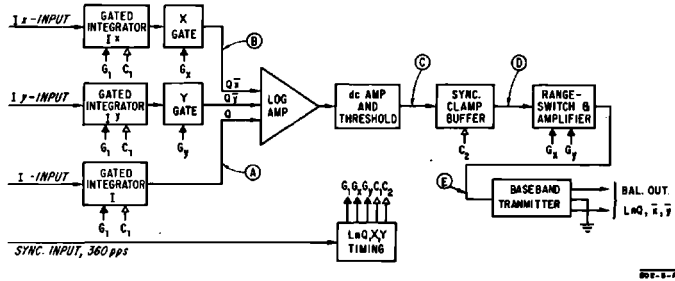 I x-INPUT
GATED INTEGRATOR I x
G₁ C₁
X GATE
Gx
B
Qx̄
I y-INPUT
GATED INTEGRATOR I y
G₁ C₁
Y GATE
Gy
Qȳ
Q
LOG AMP
dc AMP AND THRESHOLD
C
SYNC. CLAMP BUFFER
C₂
D
RANGE-SWITCH & AMPLIFIER
Gx Gy
I -INPUT
GATED INTEGRATOR I
G₁ C₁
A
E
BASEBAND TRANMITTER
BAL. OUT.
LnQ, x̄, ȳ
G₁ Gx Gy C₁ C₂
LnQ,X,Y TIMING
SYNC. INPUT, 360 pps